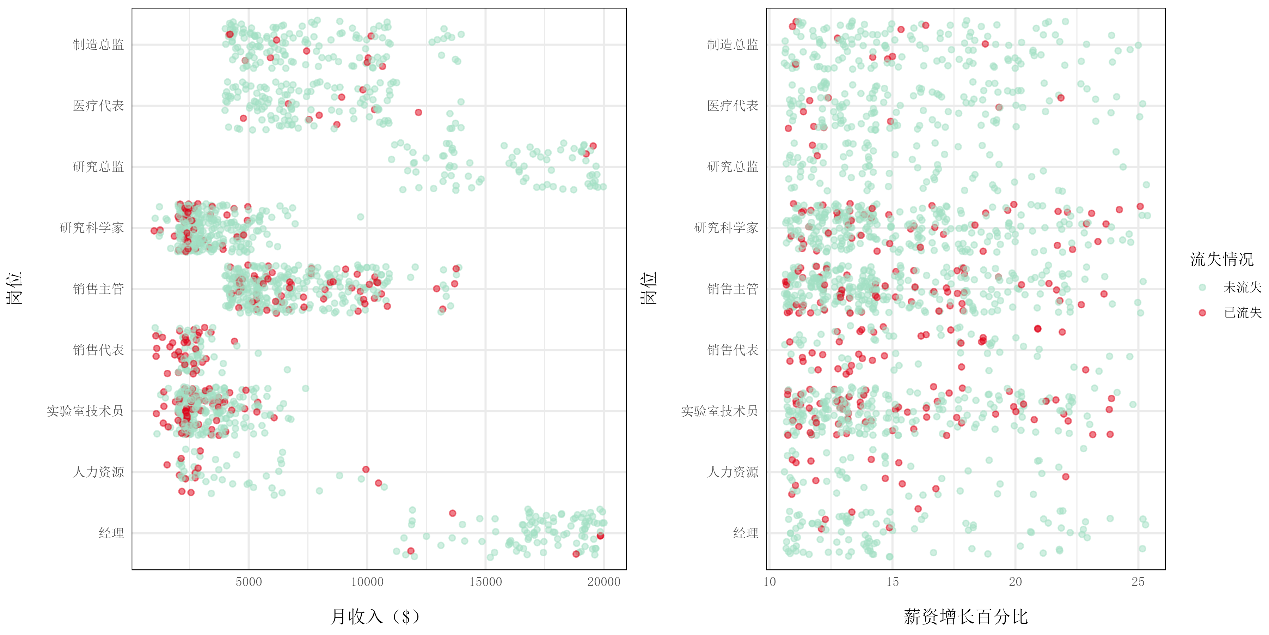 制造总监
医疗代表
研究总监
研究科学家
销售主管
销售代表
实验室技术员
人力资源
经理
岗位
5000 10000 15000 20000
月收入（$）
制造总监
医疗代表
研究总监
研究科学家
销售主管
销售代表
实验室技术员
人力资源
经理
岗位
10 15 20 25
薪资增长百分比
流失情况
未流失
已流失